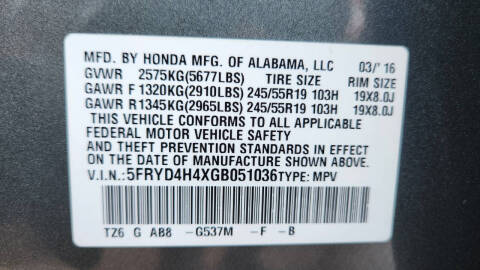 MFD. BY HONDA MFG. OF ALABAMA, LLC 03/'16
GVWR 2575KG(5677LBS) TIRE SIZE RIM SIZE
GAWR F 1320KG(2910LBS) 245/55R19 103H 19X8.0J
GAWR R 1345KG(2965LBS) 245/55R19 103H 19X8.0J
THIS VEHICLE CONFORMS TO ALL APPLICABLE
FEDERAL MOTOR VEHICLE SAFETY
AND THEFT PREVENTION STANDARDS IN EFFECT
ON THE DATE OF MANUFACTURE SHOWN ABOVE.
V.I.N.:5FRYD4H4XGB051036 TYPE: MPV
TZ6 G AB8 -G537M -F -B